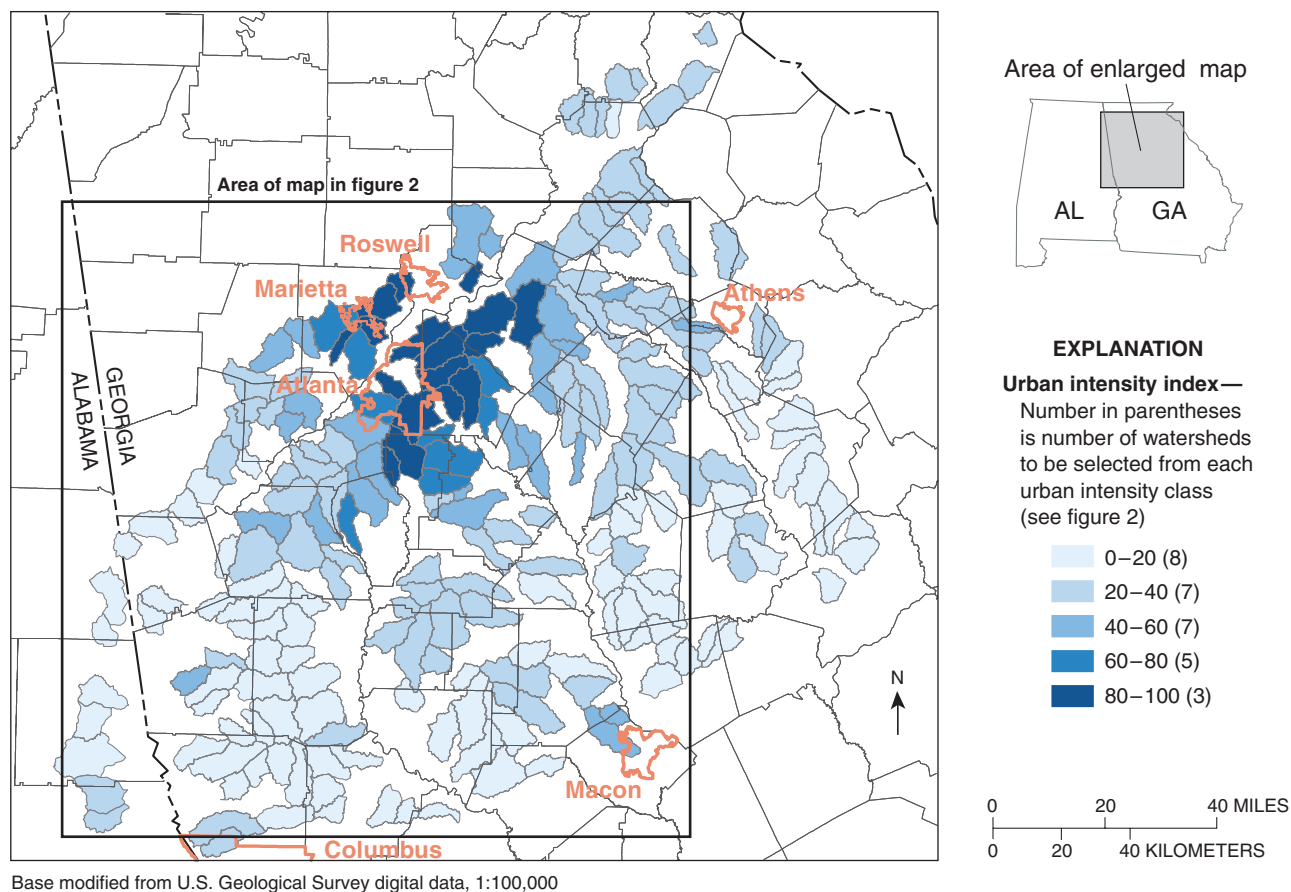 Area of map in figure 2
Roswell
Marietta
Athens
Atlanta
GEORGIA
ALABAMA
N
Macon
Columbus
Base modified from U.S. Geological Survey digital data, 1:100,000
Area of enlarged map
AL
GA
EXPLANATION
Urban intensity index—
Number in parentheses
is number of watersheds
to be selected from each
urban intensity class
(see figure 2)
0–20 (8)
20–40 (7)
40–60 (7)
60–80 (5)
80–100 (3)
0 20 40 MILES
0 20 40 KILOMETERS